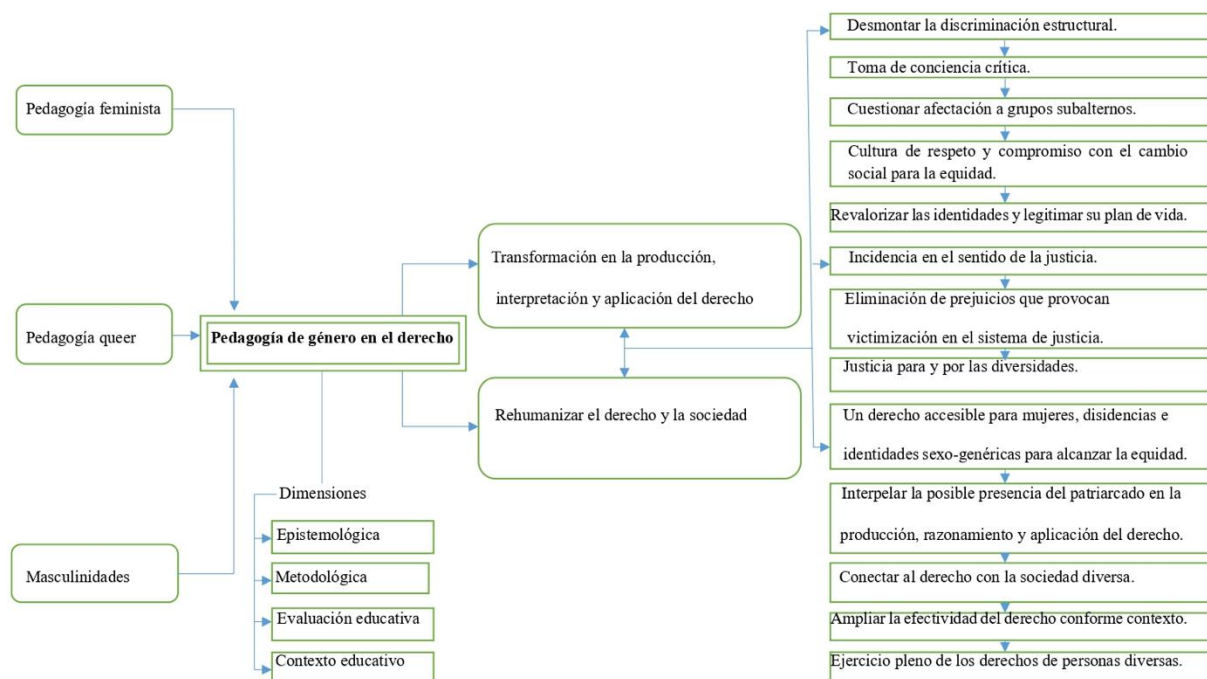 Pedagogía feminista
Pedagogía queer
Masculinidades
Pedagogía de género en el derecho
Dimensiones
Epistemológica
Metodológica
Evaluación educativa
Contexto educativo
Transformación en la producción,
interpretación y aplicación del derecho
Rehumanizar el derecho y la sociedad
Desmontar la discriminación estructural.
Toma de conciencia crítica.
Cuestionar afectación a grupos subalternos.
Cultura de respeto y compromiso con el cambio
social para la equidad.
Revalorizar las identidades y legitimar su plan de vida.
Incidencia en el sentido de la justicia.
Eliminación de prejuicios que provocan
victimización en el sistema de justicia.
Justicia para y por las diversidades.
Un derecho accesible para mujeres, disidencias e
identidades sexo-genéricas para alcanzar la equidad.
Interpelar la posible presencia del patriarcado en la
producción, razonamiento y aplicación del derecho.
Conectar al derecho con la sociedad diversa.
Ampliar la efectividad del derecho conforme contexto.
Ejercicio pleno de los derechos de personas diversas.